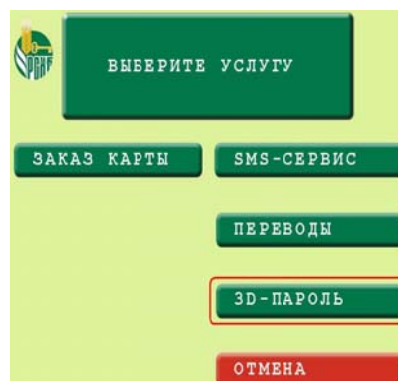 ВЫБЕРИТЕ УСЛУГУ
ЗАКАЗ КАРТЫ
SMS-СЕРВИС
ПЕРЕВОДЫ
3D-ПАРОЛЬ
ОТМЕНА